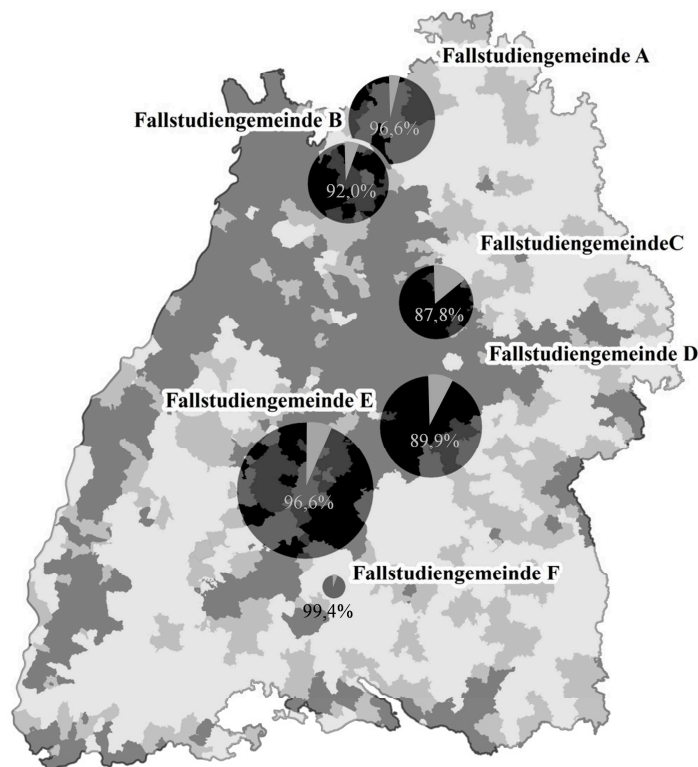 Fallstudiengemeinde A
96,6%
Fallstudiengemeinde B
92,0%
FallstudiengemeindeC
87,8%
Fallstudiengemeinde D
89,9%
Fallstudiengemeinde E
96,6%
Fallstudiengemeinde F
99,4%